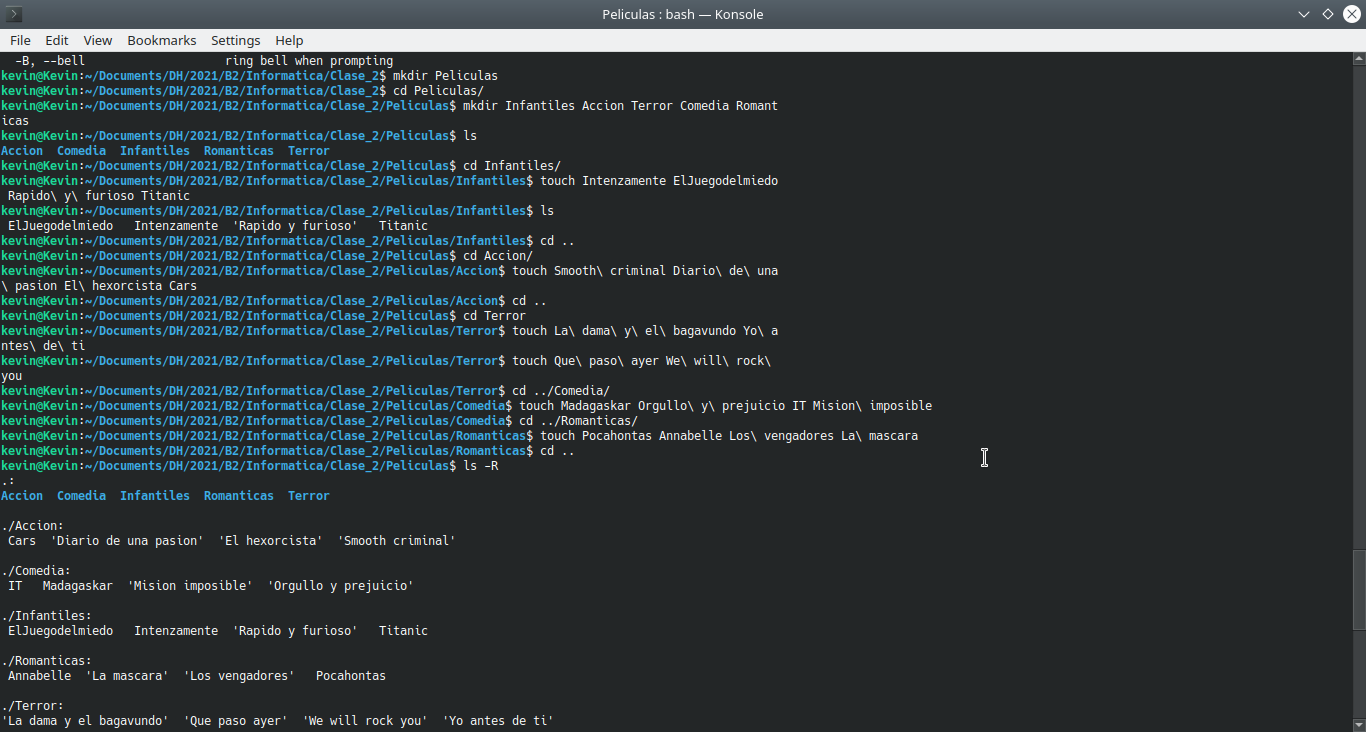 Peliculas : bash — Konsole
File Edit View Bookmarks Settings Help
  -B, --bell                    ring bell when prompting
kevin@Kevin:~/Documents/DH/2021/B2/Informatica/Clase_2$ mkdir Peliculas
kevin@Kevin:~/Documents/DH/2021/B2/Informatica/Clase_2$ cd Peliculas/
kevin@Kevin:~/Documents/DH/2021/B2/Informatica/Clase_2/Peliculas$ mkdir Infantiles Accion Terror Comedia Romant
icas
kevin@Kevin:~/Documents/DH/2021/B2/Informatica/Clase_2/Peliculas$ ls
Accion  Comedia  Infantiles  Romanticas  Terror
kevin@Kevin:~/Documents/DH/2021/B2/Informatica/Clase_2/Peliculas$ cd Infantiles/
kevin@Kevin:~/Documents/DH/2021/B2/Informatica/Clase_2/Peliculas/Infantiles$ touch Intenzamente ElJuegodelmiedo
 Rapido\ y\ furioso Titanic
kevin@Kevin:~/Documents/DH/2021/B2/Informatica/Clase_2/Peliculas/Infantiles$ ls
 ElJuegodelmiedo   Intenzamente  'Rapido y furioso'   Titanic
kevin@Kevin:~/Documents/DH/2021/B2/Informatica/Clase_2/Peliculas/Infantiles$ cd ..
kevin@Kevin:~/Documents/DH/2021/B2/Informatica/Clase_2/Peliculas$ cd Accion/
kevin@Kevin:~/Documents/DH/2021/B2/Informatica/Clase_2/Peliculas/Accion$ touch Smooth\ criminal Diario\ de\ una
\ pasion El\ hexorcista Cars
kevin@Kevin:~/Documents/DH/2021/B2/Informatica/Clase_2/Peliculas/Accion$ cd ..
kevin@Kevin:~/Documents/DH/2021/B2/Informatica/Clase_2/Peliculas$ cd Terror
kevin@Kevin:~/Documents/DH/2021/B2/Informatica/Clase_2/Peliculas/Terror$ touch La\ dama\ y\ el\ bagavundo Yo\ a
ntes\ de\ ti
kevin@Kevin:~/Documents/DH/2021/B2/Informatica/Clase_2/Peliculas/Terror$ touch Que\ paso\ ayer We\ will\ rock\ 
you
kevin@Kevin:~/Documents/DH/2021/B2/Informatica/Clase_2/Peliculas/Terror$ cd ../Comedia/
kevin@Kevin:~/Documents/DH/2021/B2/Informatica/Clase_2/Peliculas/Comedia$ touch Madagaskar Orgullo\ y\ prejuicio IT Mision\ imposible
kevin@Kevin:~/Documents/DH/2021/B2/Informatica/Clase_2/Peliculas/Comedia$ cd ../Romanticas/
kevin@Kevin:~/Documents/DH/2021/B2/Informatica/Clase_2/Peliculas/Romanticas$ touch Pocahontas Annabelle Los\ vengadores La\ mascara
kevin@Kevin:~/Documents/DH/2021/B2/Informatica/Clase_2/Peliculas/Romanticas$ cd ..
kevin@Kevin:~/Documents/DH/2021/B2/Informatica/Clase_2/Peliculas$ ls -R
.:
Accion  Comedia  Infantiles  Romanticas  Terror
./Accion:
 Cars  'Diario de una pasion'  'El hexorcista'  'Smooth criminal'
./Comedia:
 IT   Madagaskar  'Mision imposible'  'Orgullo y prejuicio'
./Infantiles:
 ElJuegodelmiedo   Intenzamente  'Rapido y furioso'   Titanic
./Romanticas:
 Annabelle  'La mascara'  'Los vengadores'   Pocahontas
./Terror:
'La dama y el bagavundo'  'Que paso ayer'  'We will rock you'  'Yo antes de ti'